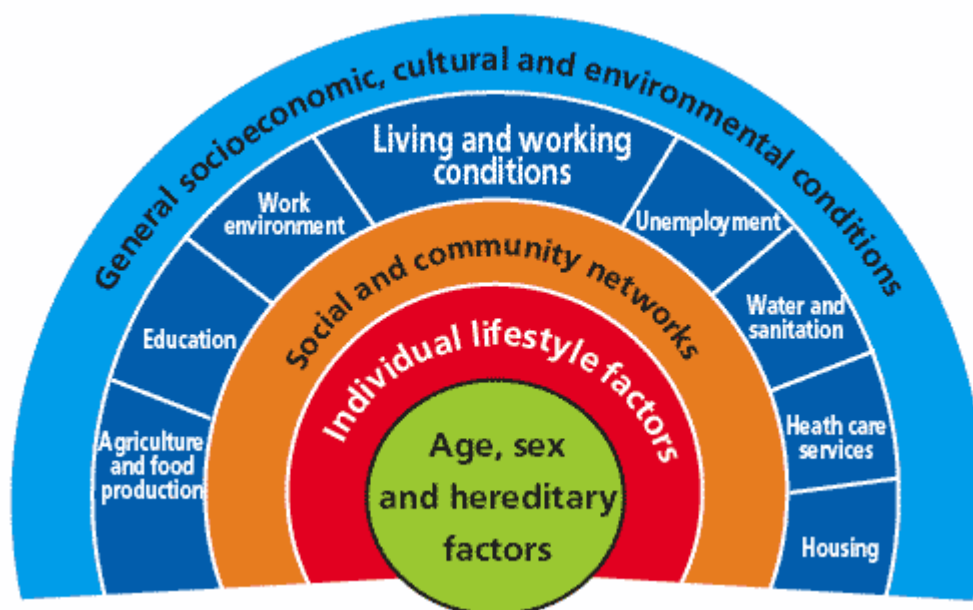 General socioeconomic, cultural and environmental conditions
Living and working
conditions
Work
environment
Unemployment
Education
Water and
sanitation
Agriculture
and food
production
Heath care
services
Housing
Social and community networks
Individual lifestyle factors
Age, sex
and hereditary
factors